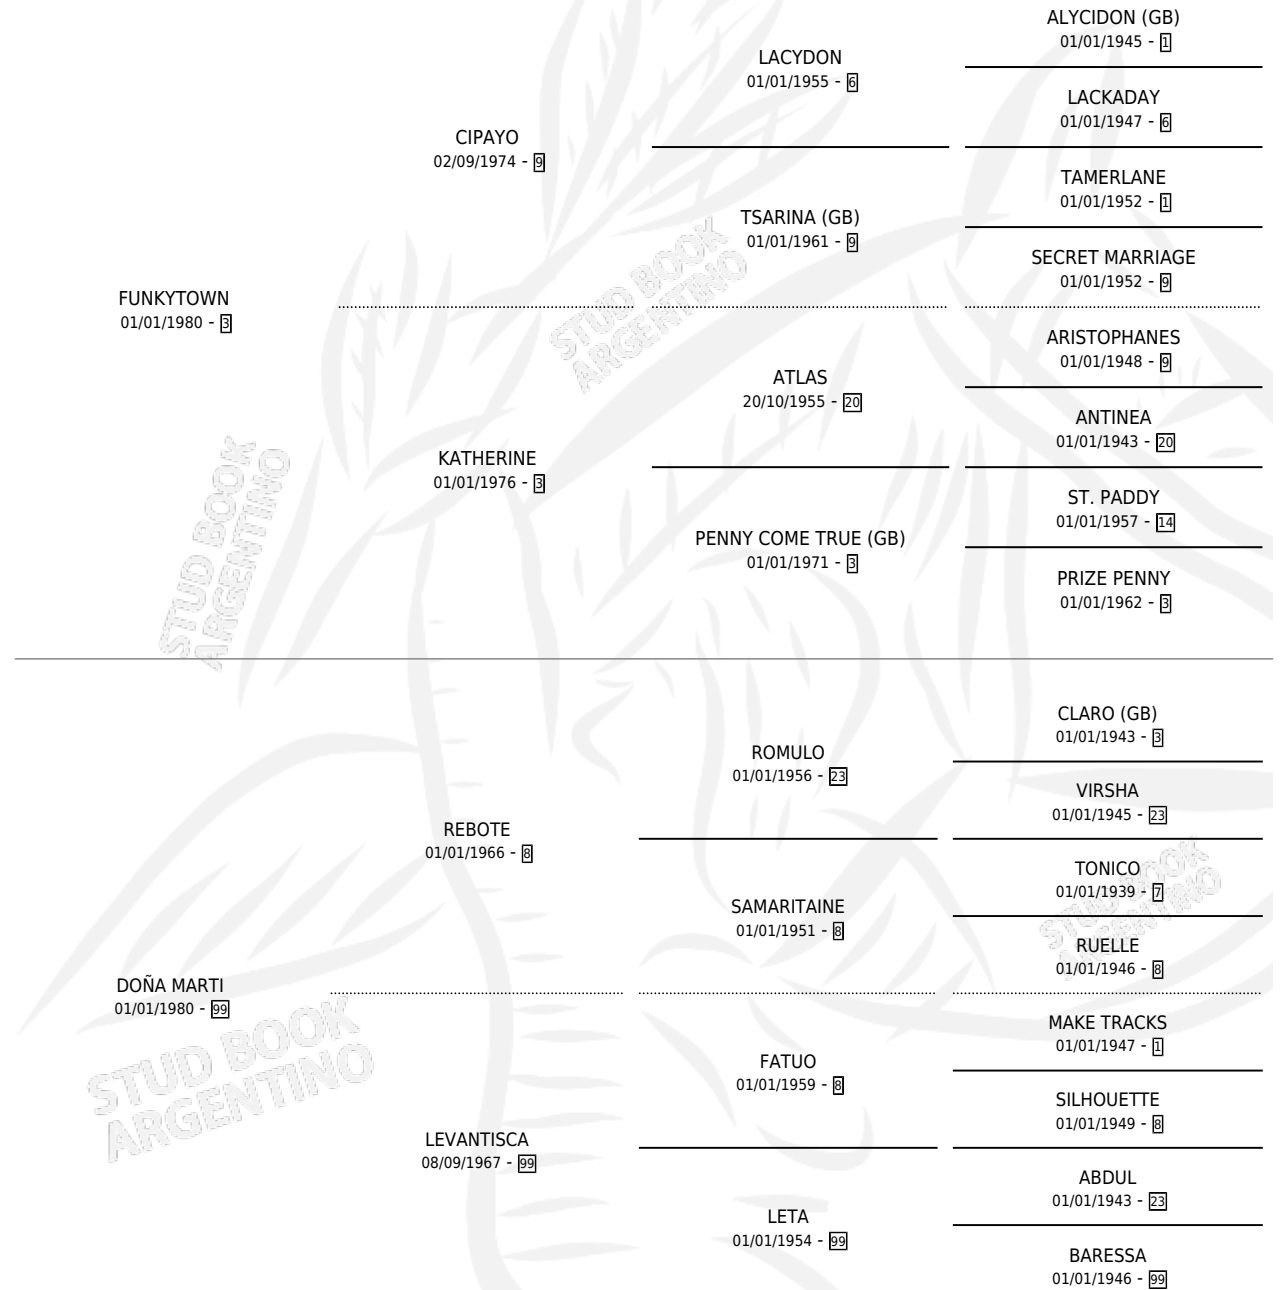 ALYCIDON (GB)
01/01/1945 - 1
LACYDON
01/01/1955 - 6
LACKADAY
01/01/1947 - 6
CIPAYO
02/09/1974 - 9
TAMERLANE
01/01/1952 - 1
TSARINA (GB)
01/01/1961 - 9
SECRET MARRIAGE
01/01/1952 - 9
FUNKYTOWN
01/01/1980 - 3
ARISTOPHANES
01/01/1948 - 9
ATLAS
20/10/1955 - 20
ANTINEA
01/01/1943 - 20
KATHERINE
01/01/1976 - 3
ST. PADDY
01/01/1957 - 14
PENNY COME TRUE (GB)
01/01/1971 - 3
PRIZE PENNY
01/01/1962 - 3
CLARO (GB)
01/01/1943 - 3
ROMULO
01/01/1956 - 23
VIRSHA
01/01/1945 - 23
REBOTE
01/01/1966 - 8
TONICO
01/01/1939 - 7
SAMARITAINE
01/01/1951 - 8
RUELLE
01/01/1946 - 8
DOÑA MARTI
01/01/1980 - 99
MAKE TRACKS
01/01/1947 - 1
FATUO
01/01/1959 - 8
SILHOUETTE
01/01/1949 - 8
LEVANTISCA
08/09/1967 - 99
ABDUL
01/01/1943 - 23
LETA
01/01/1954 - 99
BARESSA
01/01/1946 - 99
STUD BOOK
ARGENTINO
STUD BOOK
ARGENTINO
STUD BOOK
ARGENTINO
STUD BOOK
ARGENTINO